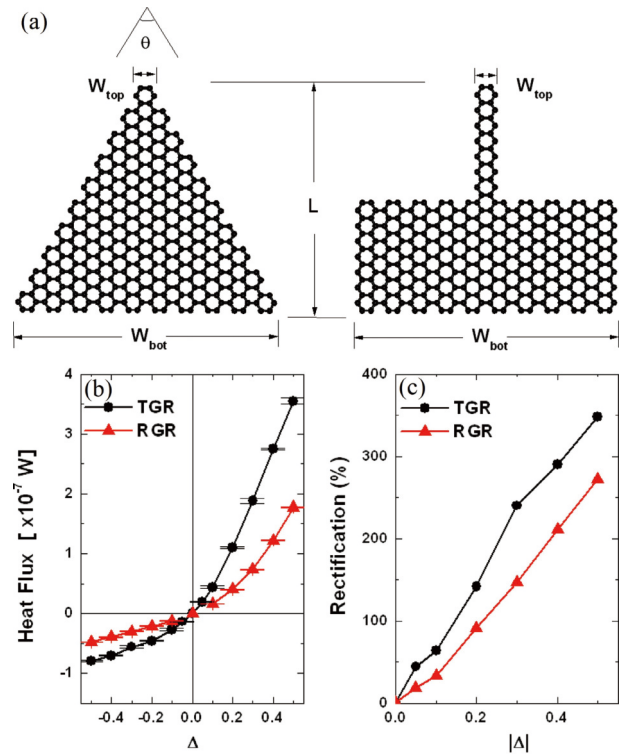 (a)
θ
W top
W top
L
W bot
W bot
(b)
TGR
RGR
4
3
2
1
0
-1
Heat Flux [ x10⁻⁷ W]
-0.4 -0.2 0.0 0.2 0.4
Δ
(c)
TGR
RGR
400
300
200
100
0
Rectification (%)
0.0 0.2 0.4
|Δ|